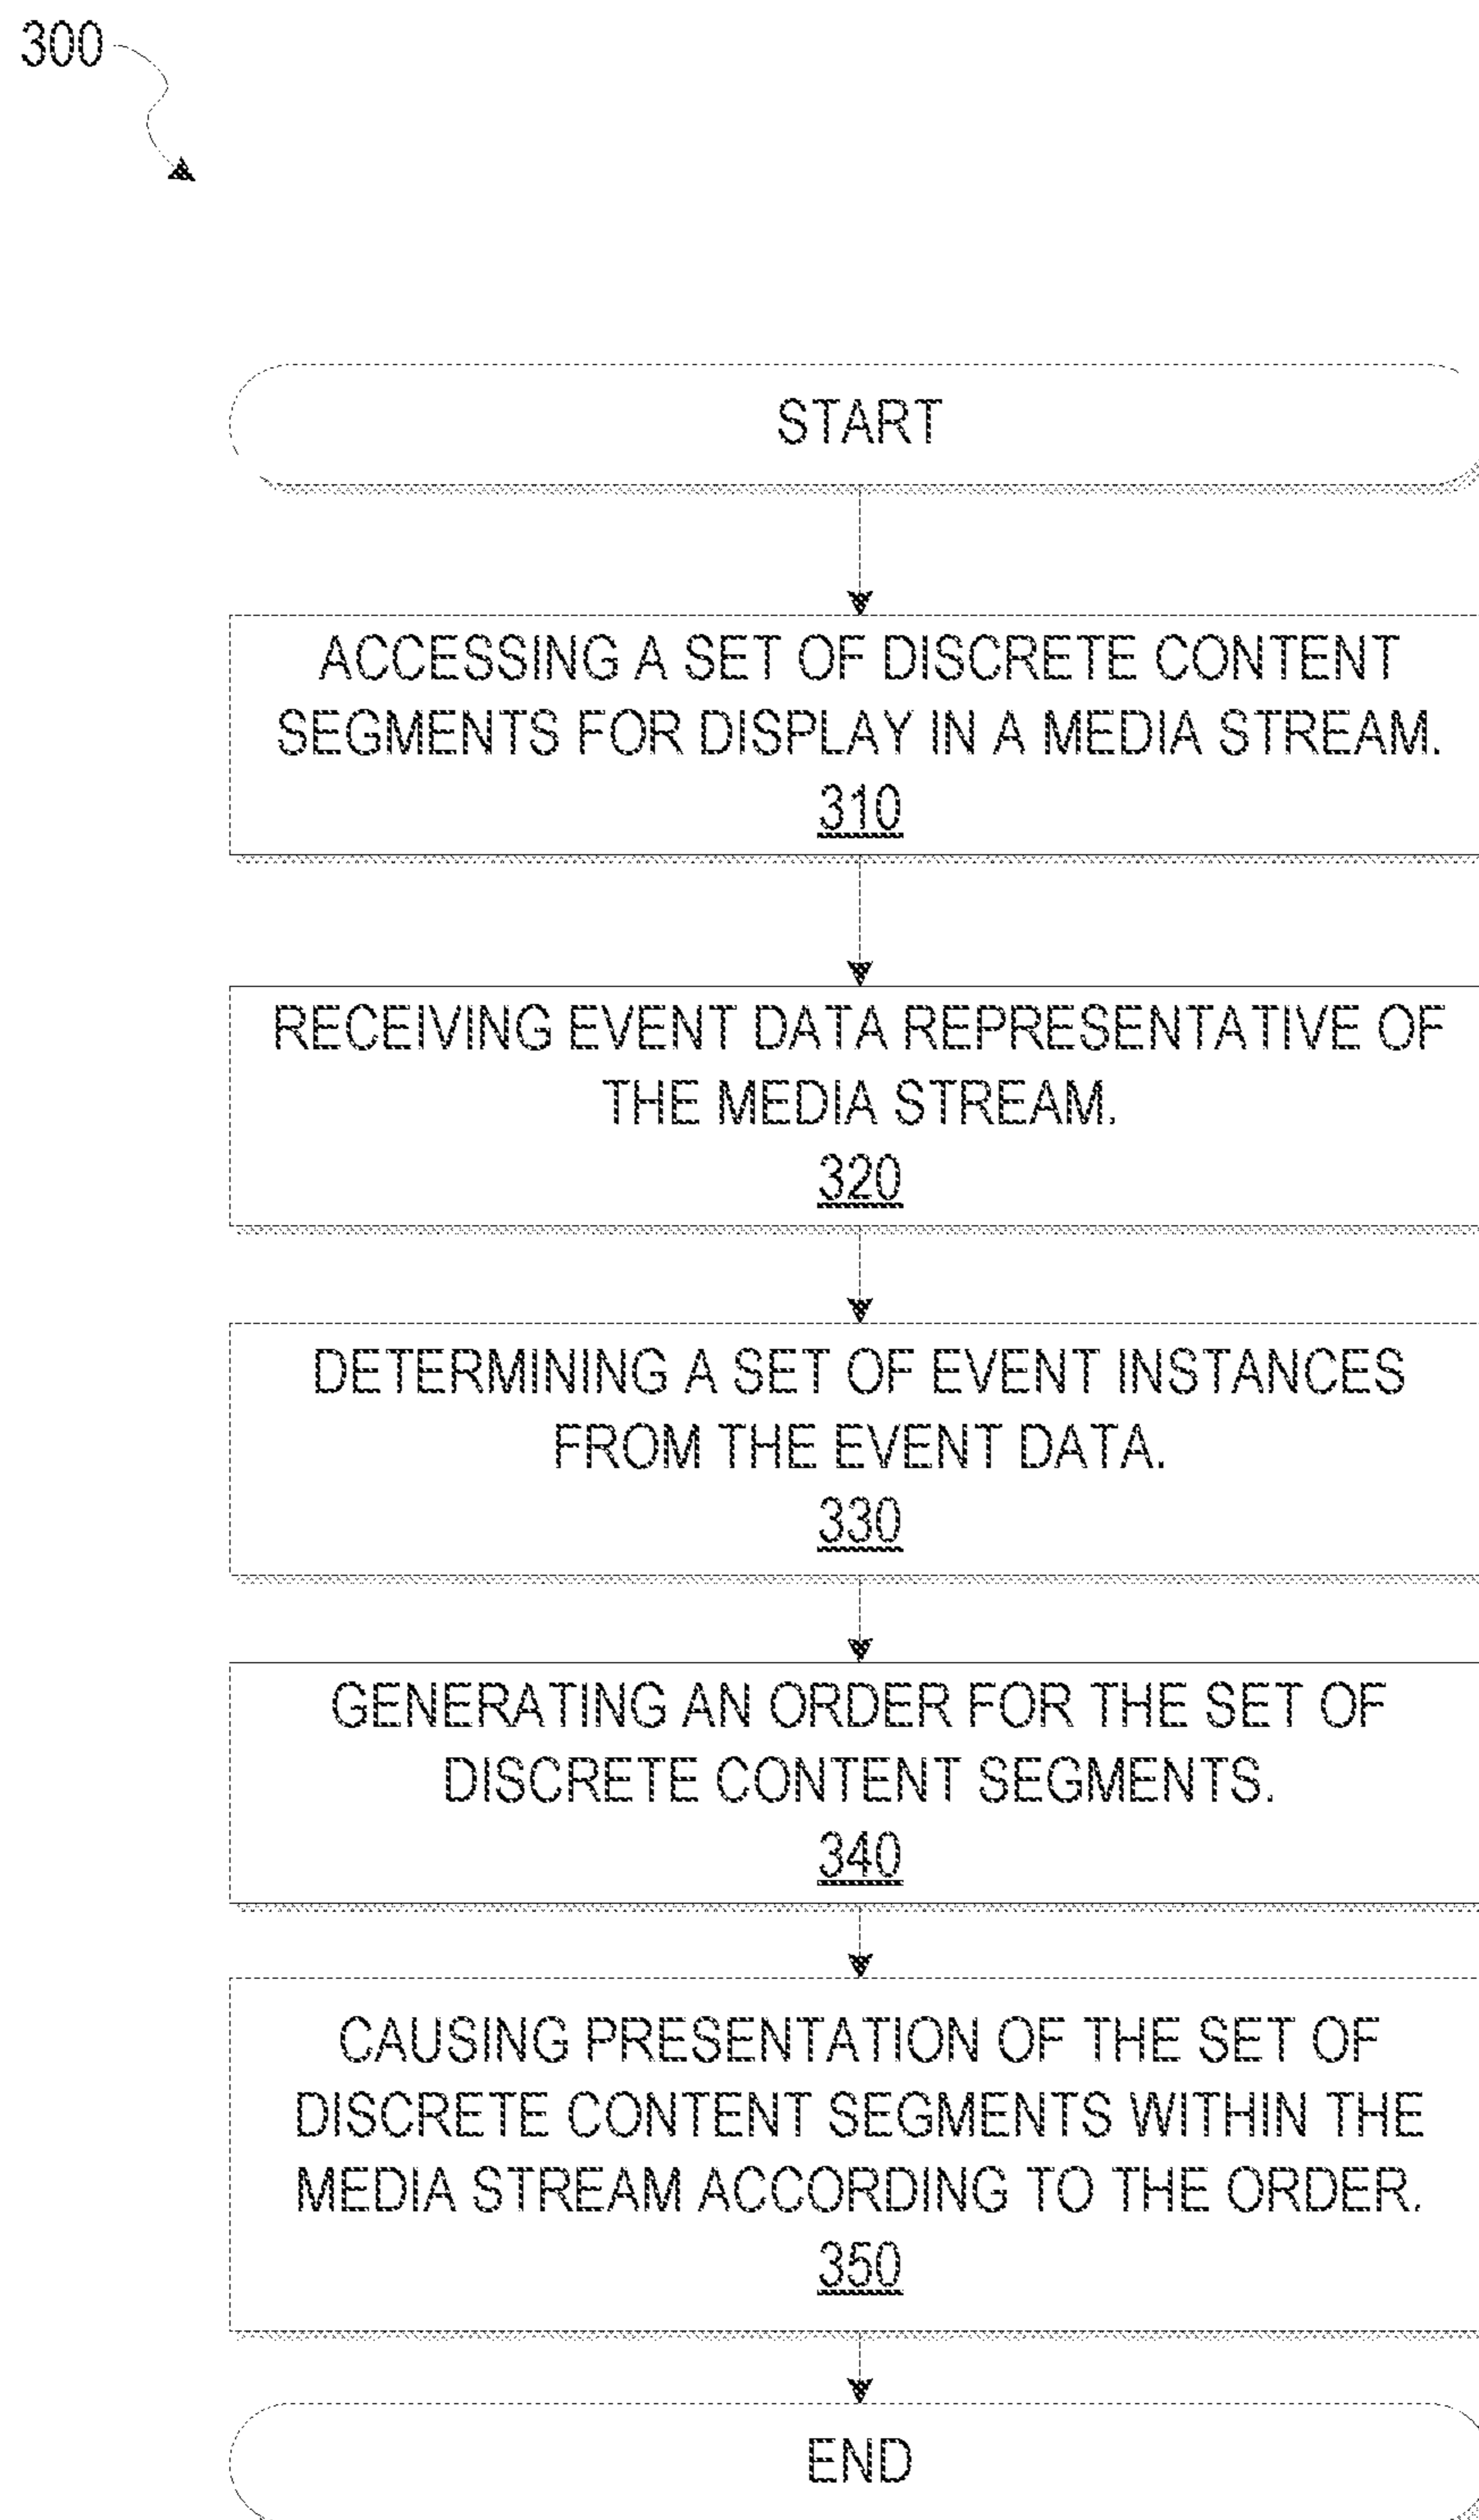 300
START
ACCESSING A SET OF DISCRETE CONTENT
SEGMENTS FOR DISPLAY IN A MEDIA STREAM.
310
RECEIVING EVENT DATA REPRESENTATIVE OF
THE MEDIA STREAM.
320
DETERMINING A SET OF EVENT INSTANCES
FROM THE EVENT DATA.
330
GENERATING AN ORDER FOR THE SET OF
DISCRETE CONTENT SEGMENTS.
340
CAUSING PRESENTATION OF THE SET OF
DISCRETE CONTENT SEGMENTS WITHIN THE
MEDIA STREAM ACCORDING TO THE ORDER.
350
END